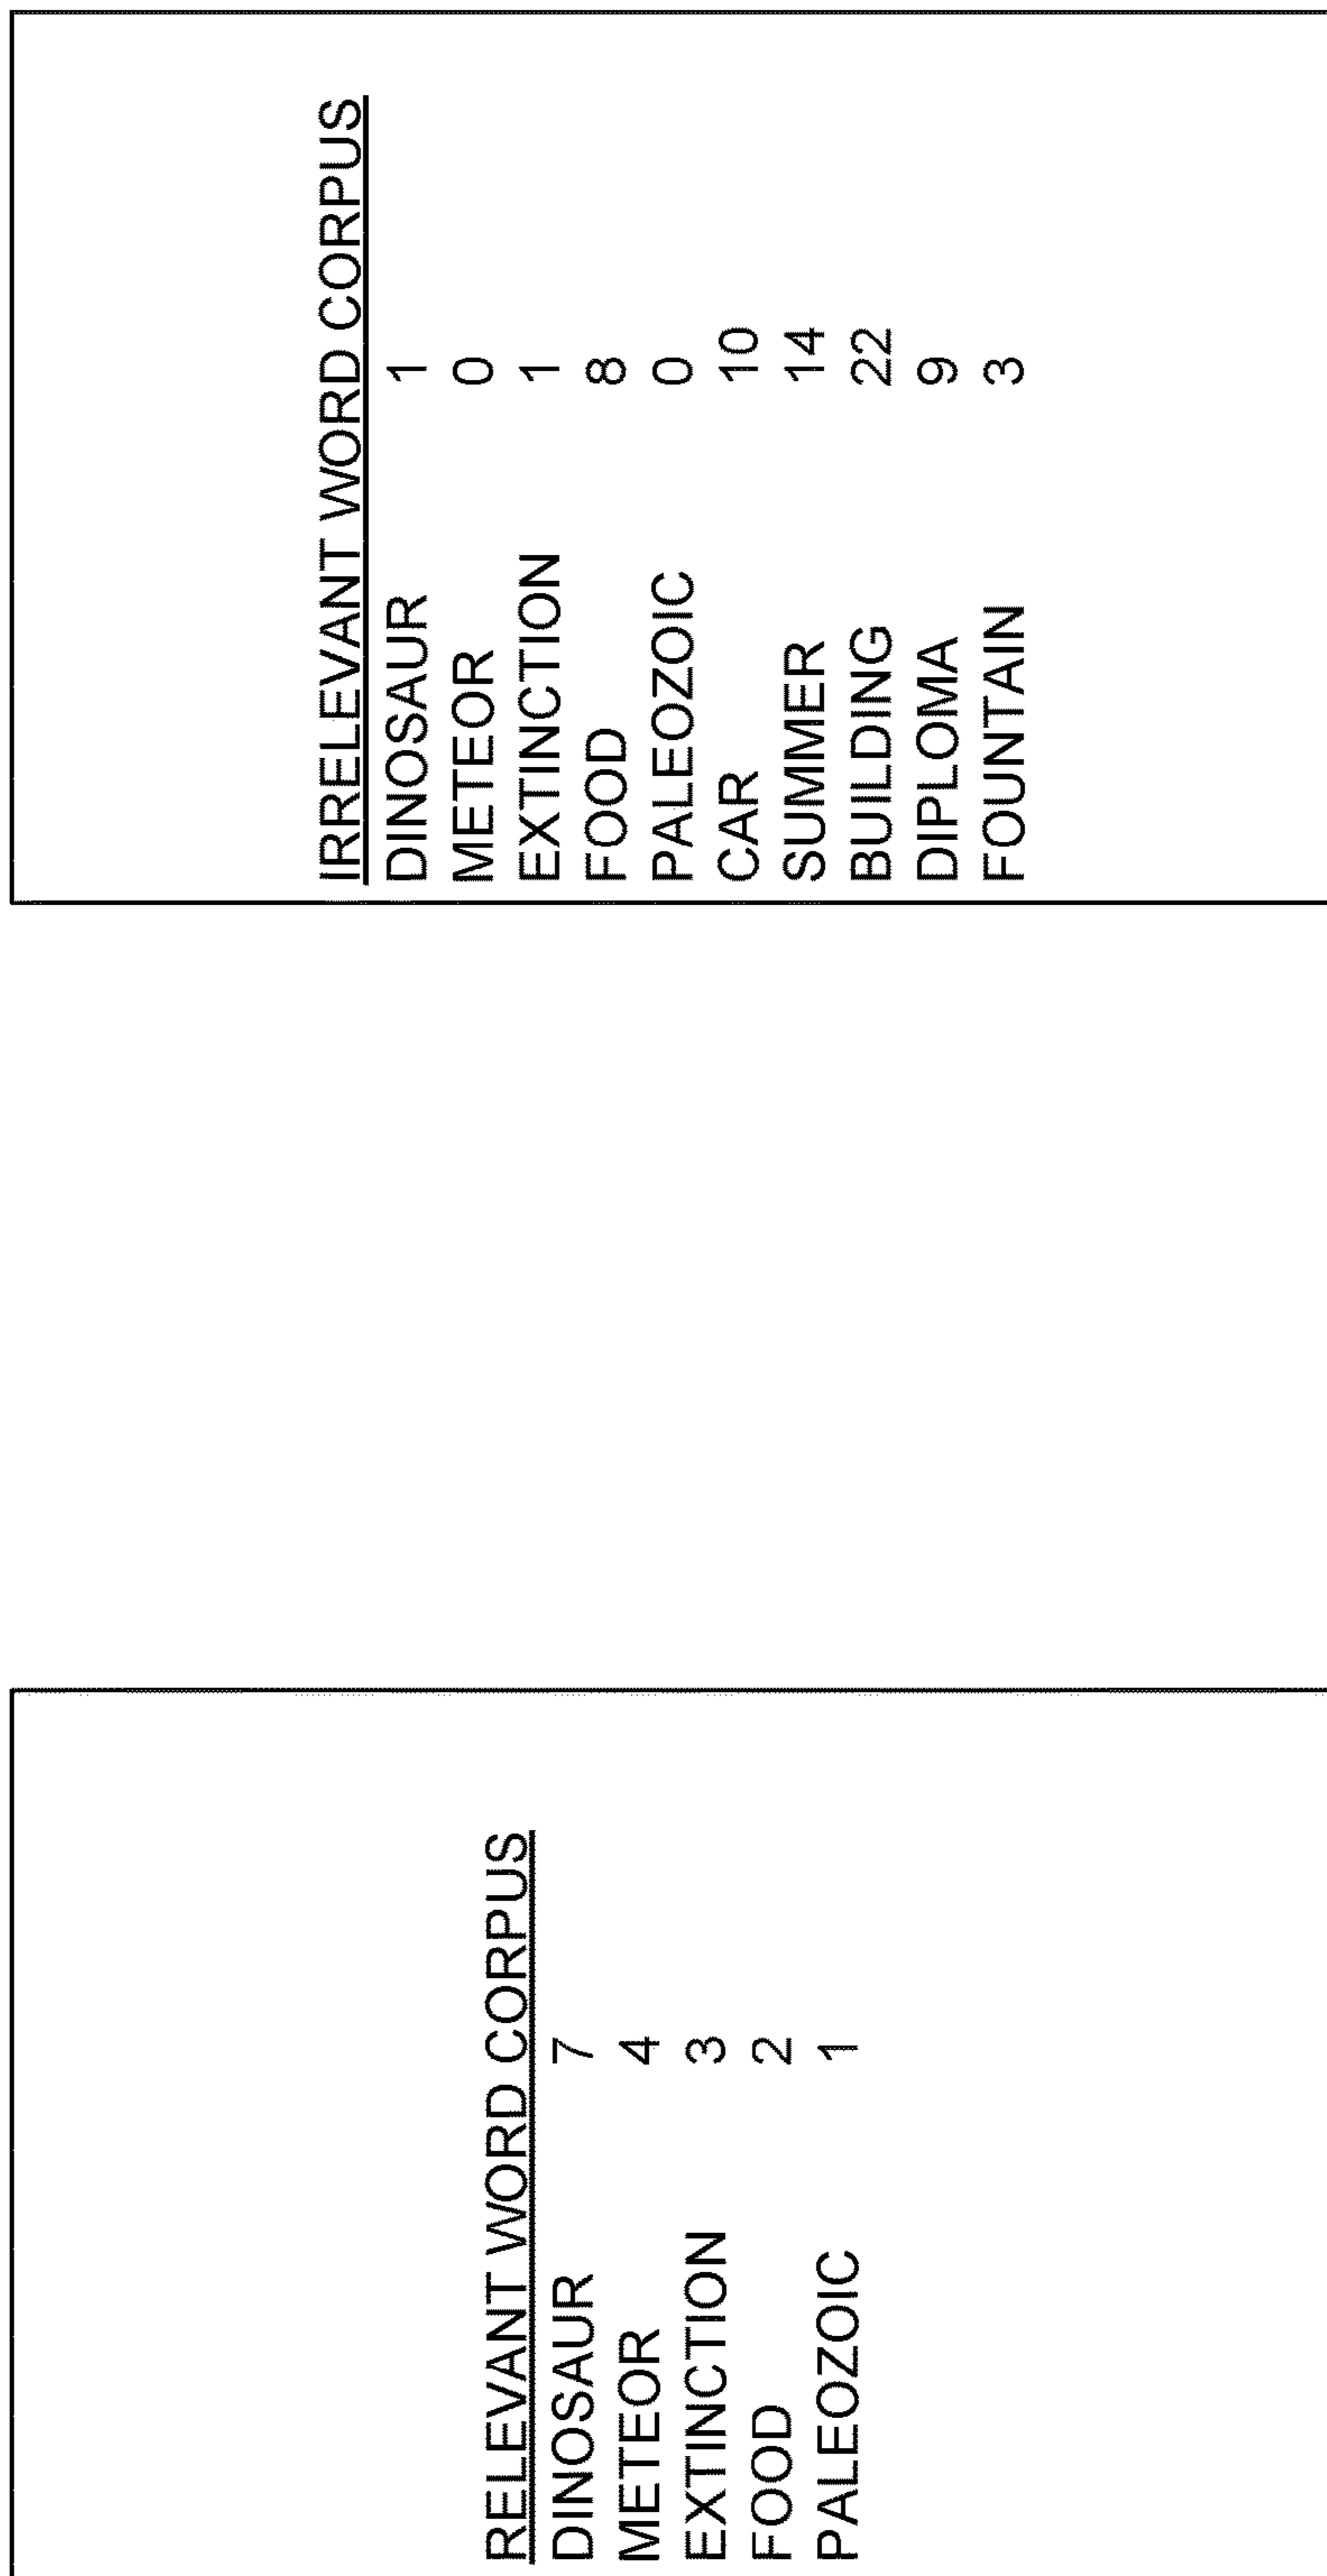 RELEVANT WORD CORPUS
DINOSAUR 7
METEOR 4
EXTINCTION 3
FOOD 2
PALEOZOIC 1
IRRELEVANT WORD CORPUS
DINOSAUR 1
METEOR 0
EXTINCTION 1
FOOD 8
PALEOZOIC 0
CAR 10
SUMMER 14
BUILDING 22
DIPLOMA 9
FOUNTAIN 3